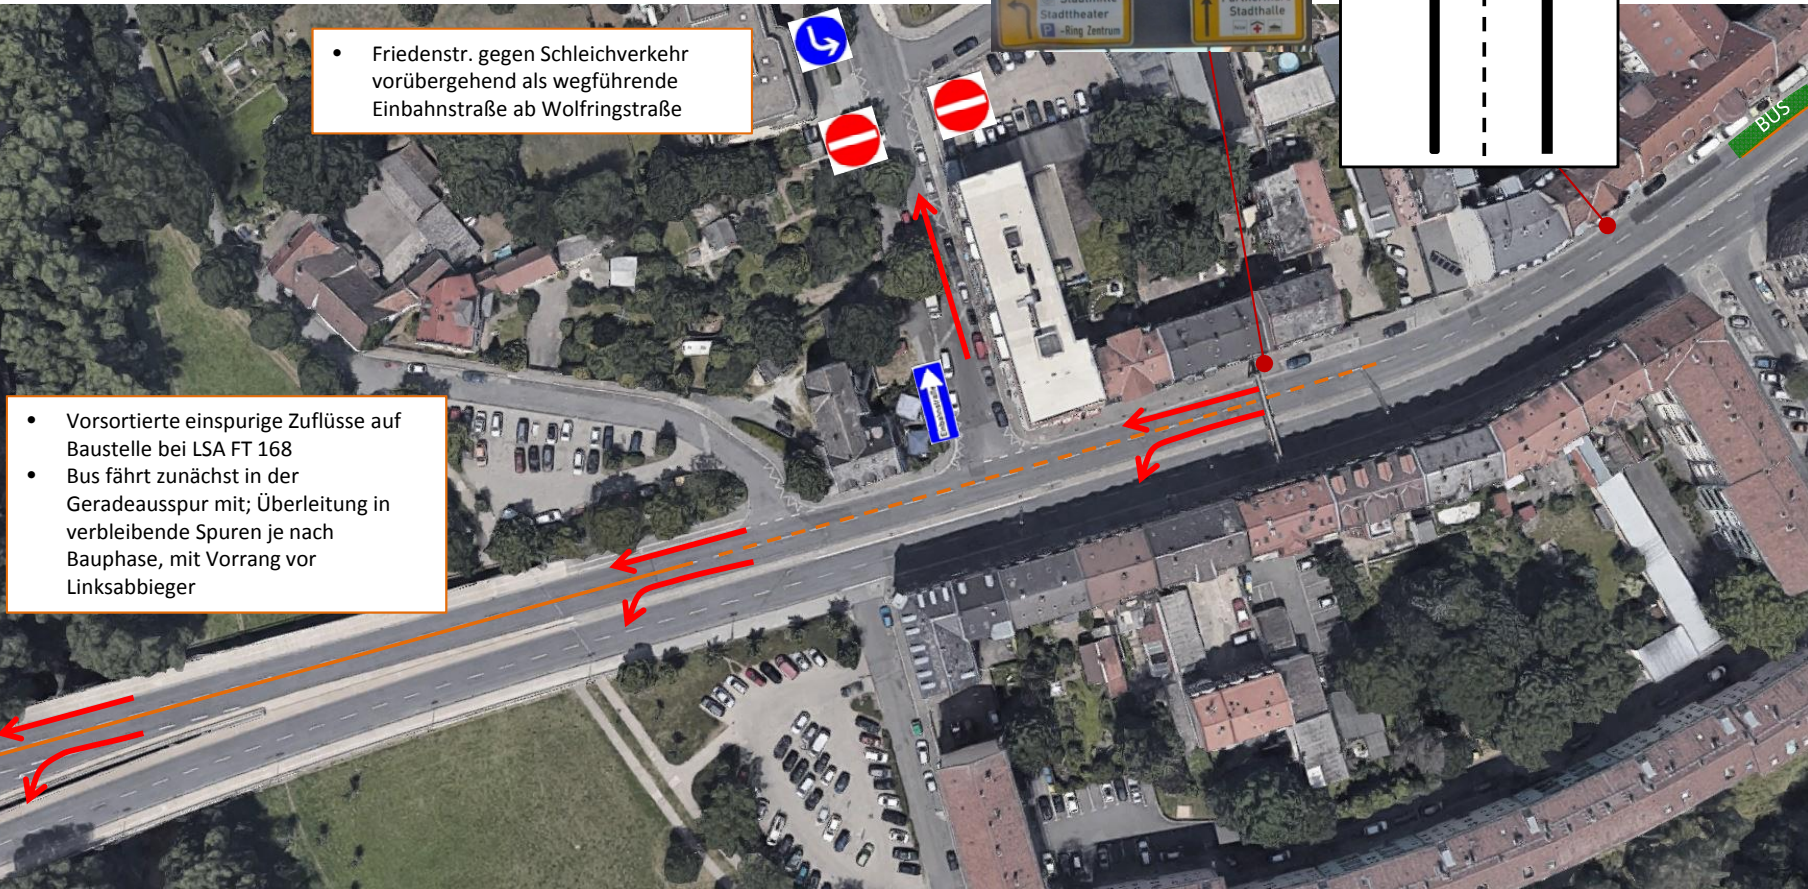 Stadttheater
-Ring Zentrum
Stadthalle
• Friedenstr. gegen Schleichverkehr
vorübergehend als wegführende
Einbahnstraße ab Wolfringstraße
BUS
Einbahnstraße
• Vorsortierte einspurige Zuflüsse auf
Baustelle bei LSA FT 168
• Bus fährt zunächst in der
Geradeausspur mit; Überleitung in
verbleibende Spuren je nach
Bauphase, mit Vorrang vor
Linksabbieger